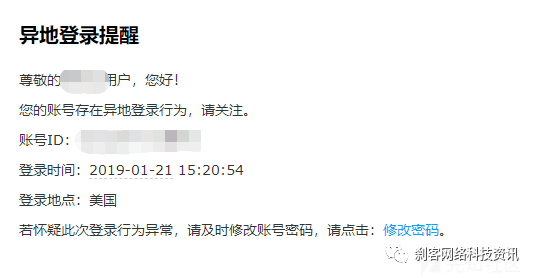 异地登录提醒
尊敬的 用户，您好！
您的账号存在异地登录行为，请关注。
账号ID：
登录时间：2019-01-21 15:20:54
登录地点：美国
若怀疑此次登录行为异常，请及时修改账号密码，请点击：修改密码。
刹客网络科技资讯